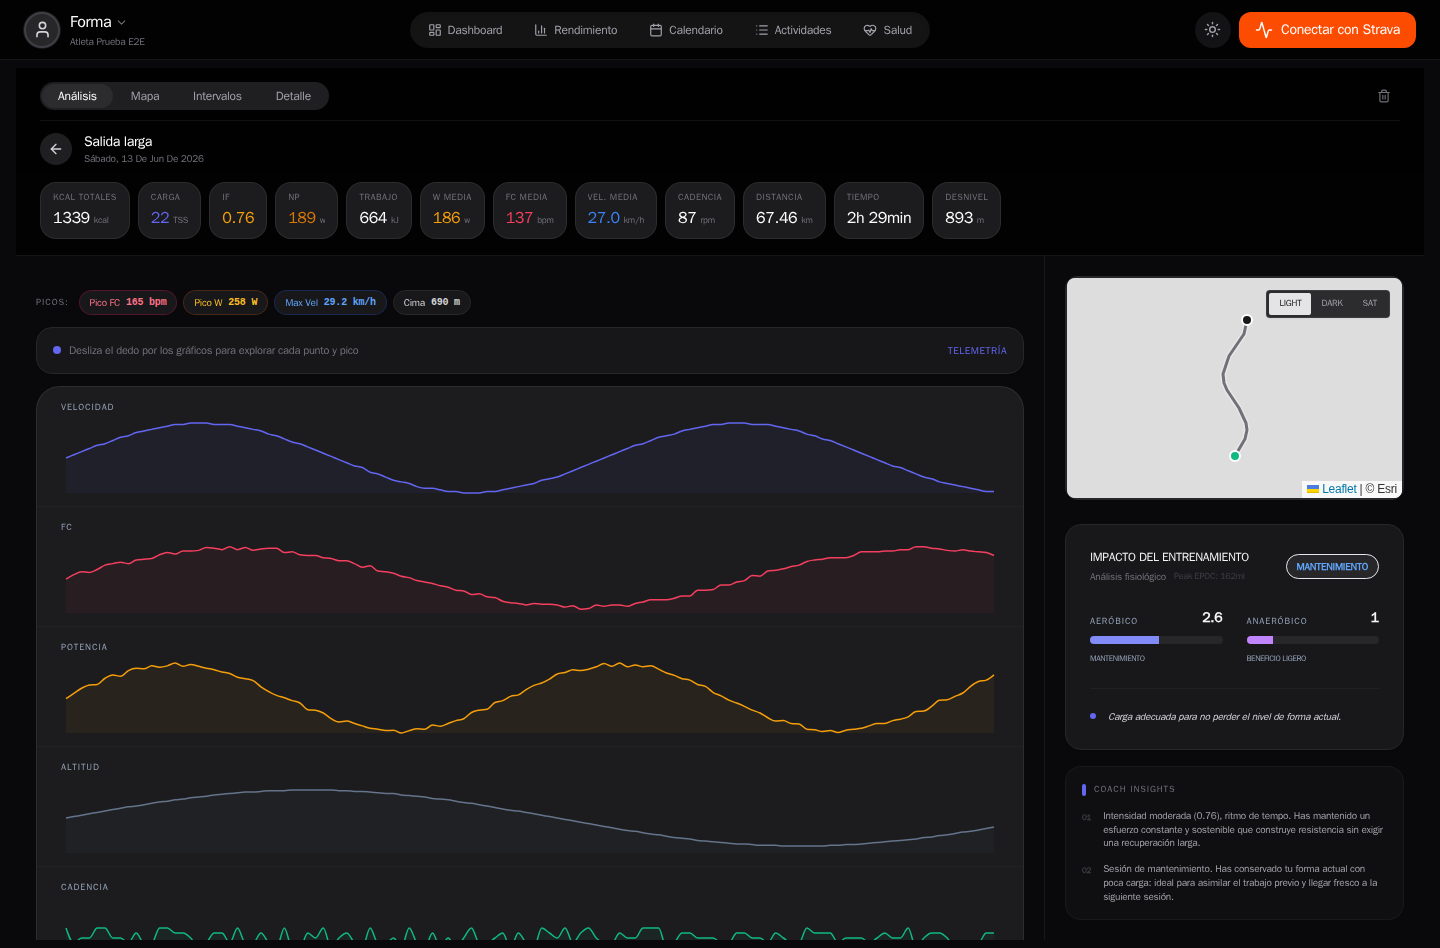 Forma
Atleta Prueba E2E
Dashboard
Rendimiento
Calendario
Actividades
Salud
Conectar con Strava
Análisis
Mapa
Intervalos
Detalle
Salida larga
Sábado, 13 De Jun De 2026
KCAL TOTALES
1339 kcal
CARGA
22 TSS
IF
0.76
NP
189 w
TRABAJO
664 kJ
W MEDIA
186 w
FC MEDIA
137 bpm
VEL. MEDIA
27.0 km/h
CADENCIA
87 rpm
DISTANCIA
67.46 km
TIEMPO
2h 29min
DESNIVEL
893 m
PICOS:
Pico FC 165 bpm
Pico W 258 W
Max Vel 29.2 km/h
Cima 690 m
Desliza el dedo por los gráficos para explorar cada punto y pico
TELEMETRÍA
VELOCIDAD
FC
POTENCIA
ALTITUD
CADENCIA
LIGHT
DARK
SAT
Leaflet | © Esri
IMPACTO DEL ENTRENAMIENTO
Análisis fisiológico Peak EPOC: 162ml
MANTENIMIENTO
AERÓBICO 2.6
MANTENIMIENTO
ANAERÓBICO 1
BENEFICIO LIGERO
Carga adecuada para no perder el nivel de forma actual.
COACH INSIGHTS
01 Intensidad moderada (0.76), ritmo de tempo. Has mantenido un
esfuerzo constante y sostenible que construye resistencia sin exigir
una recuperación larga.
02 Sesión de mantenimiento. Has conservado tu forma actual con
poca carga: ideal para asimilar el trabajo previo y llegar fresco a la
siguiente sesión.